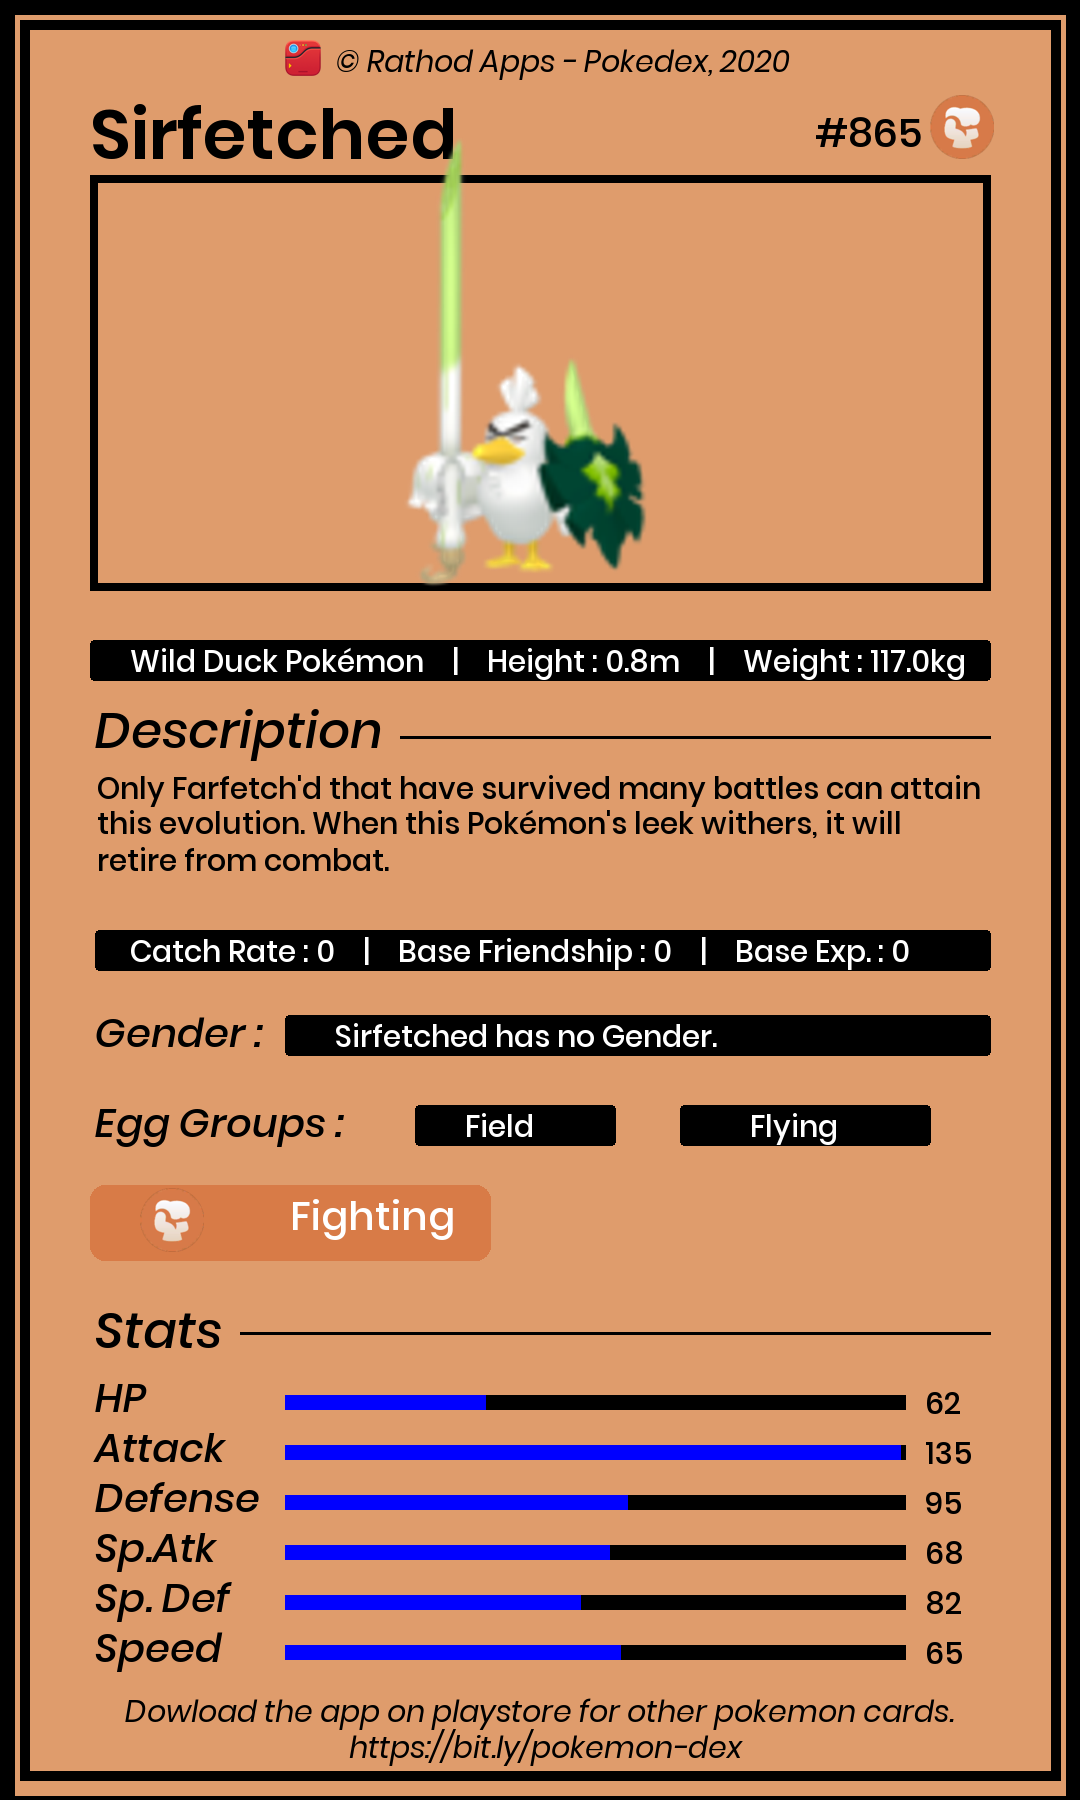 © Rathod Apps - Pokedex, 2020
Sirfetched #865
Wild Duck Pokémon | Height : 0.8m | Weight : 117.0kg
Description
Only Farfetch'd that have survived many battles can attain
this evolution. When this Pokémon's leek withers, it will
retire from combat.
Catch Rate : 0 | Base Friendship : 0 | Base Exp. : 0
Gender : Sirfetched has no Gender.
Egg Groups : Field Flying
Fighting
Stats
HP 62
Attack 135
Defense 95
Sp.Atk 68
Sp. Def 82
Speed 65
Dowload the app on playstore for other pokemon cards.
https://bit.ly/pokemon-dex